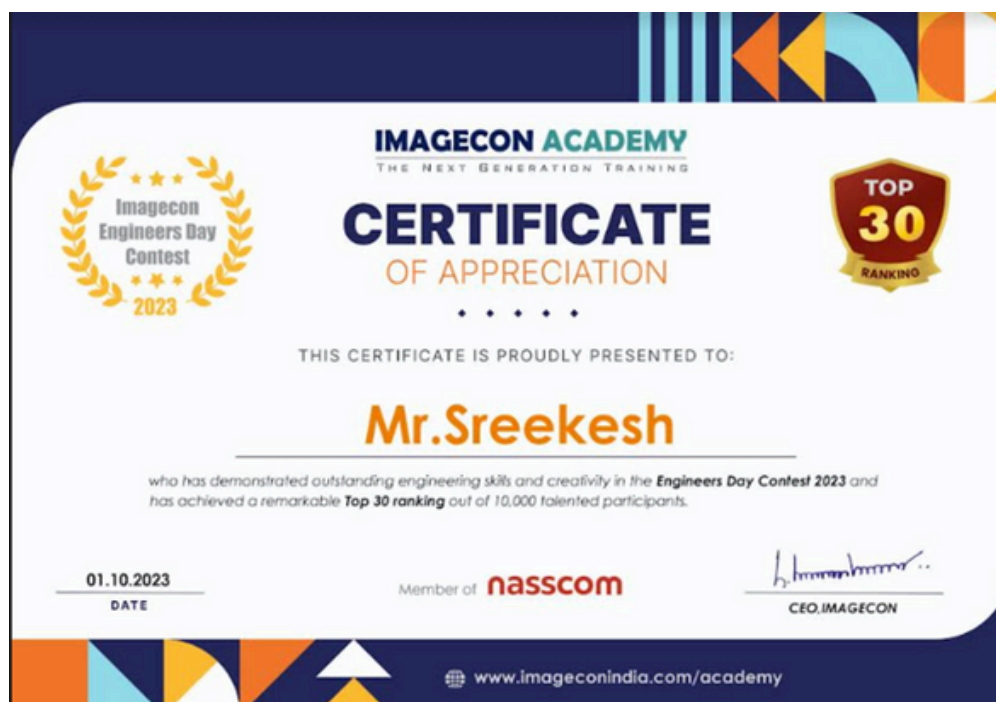 IMAGECON ACADEMY
THE NEXT GENERATION TRAINING
Imagecon
Engineers Day
Contest
2023
CERTIFICATE
OF APPRECIATION
TOP
30
RANKING
THIS CERTIFICATE IS PROUDLY PRESENTED TO:
Mr.Sreekesh
who has demonstrated outstanding engineering skills and creativity in the Engineers Day Contest 2023 and
has achieved a remarkable Top 30 ranking out of 10,000 talented participants.
01.10.2023
DATE
Member of nasscom
CEO,IMAGECON
www.imageconindia.com/academy